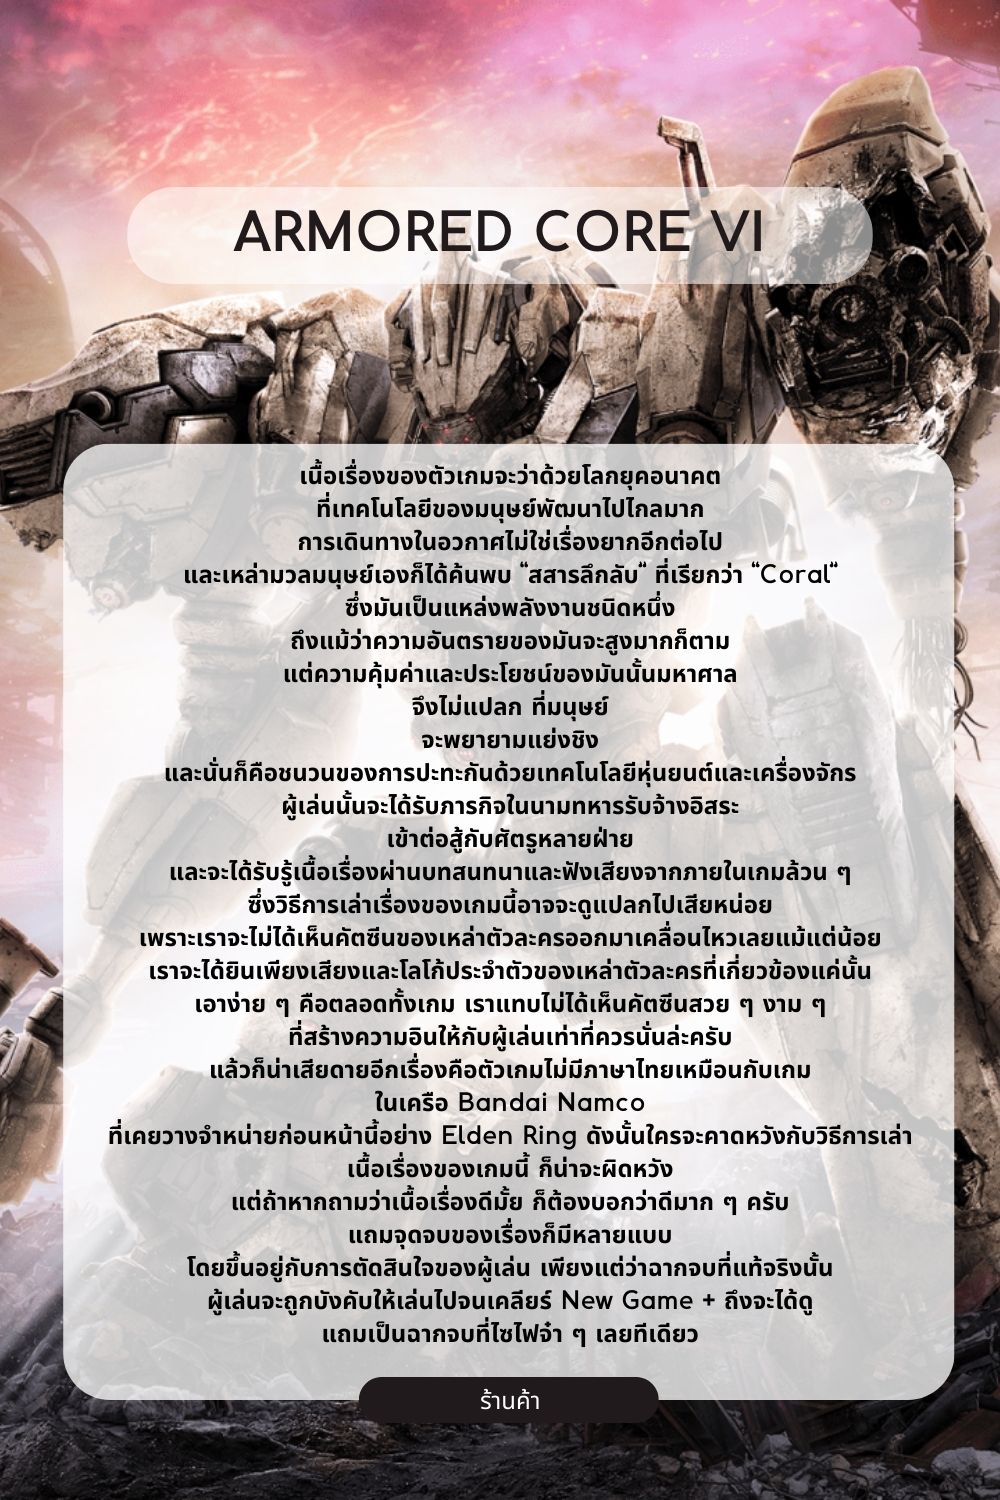 ARMORED CORE VI
เนื้อเรื่องของตัวเกมจะว่าด้วยโลกยุคอนาคต
ที่เทคโนโลยีของมนุษย์พัฒนาไปไกลมาก
การเดินทางในอวกาศไม่ใช่เรื่องยากอีกต่อไป
และเหล่ามวลมนุษย์เองก็ได้ค้นพบ “สสารลึกลับ“ ที่เรียกว่า “Coral“
ซึ่งมันเป็นแหล่งพลังงานชนิดหนึ่ง
ถึงแม้ว่าความอันตรายของมันจะสูงมากก็ตาม
แต่ความคุ้มค่าและประโยชน์ของมันนั้นมหาศาล
จึงไม่แปลก ที่มนุษย์
จะพยายามแย่งชิง
และนั่นก็คือชนวนของการปะทะกันด้วยเทคโนโลยีหุ่นยนต์และเครื่องจักร
ผู้เล่นนั้นจะได้รับภารกิจในนามทหารรับจ้างอิสระ
เข้าต่อสู้กับศัตรูหลายฝ่าย
และจะได้รับรู้เนื้อเรื่องผ่านบทสนทนาและฟังเสียงจากภายในเกมล้วน ๆ
ซึ่งวิธีการเล่าเรื่องของเกมนี้อาจจะดูแปลกไปเสียหน่อย
เพราะเราจะไม่ได้เห็นคัตซีนของเหล่าตัวละครออกมาเคลื่อนไหวเลยแม้แต่น้อย
เราจะได้ยินเพียงเสียงและโลโก้ประจำตัวของเหล่าตัวละครที่เกี่ยวข้องแค่นั้น
เอาง่าย ๆ คือตลอดทั้งเกม เราแทบไม่ได้เห็นคัตซีนสวย ๆ งาม ๆ
ที่สร้างความอินให้กับผู้เล่นเท่าที่ควรนั่นล่ะครับ
แล้วก็น่าเสียดายอีกเรื่องคือตัวเกมไม่มีภาษาไทยเหมือนกับเกม
ในเครือ Bandai Namco
ที่เคยวางจำหน่ายก่อนหน้านี้อย่าง Elden Ring ดังนั้นใครจะคาดหวังกับวิธีการเล่า
เนื้อเรื่องของเกมนี้ ก็น่าจะผิดหวัง
แต่ถ้าหากถามว่าเนื้อเรื่องดีมั้ย ก็ต้องบอกว่าดีมาก ๆ ครับ
แถมจุดจบของเรื่องก็มีหลายแบบ
โดยขึ้นอยู่กับการตัดสินใจของผู้เล่น เพียงแต่ว่าฉากจบที่แท้จริงนั้น
ผู้เล่นจะถูกบังคับให้เล่นไปจนเคลียร์ New Game + ถึงจะได้ดู
แถมเป็นฉากจบที่ไซไฟจ๋า ๆ เลยทีเดียว
ร้านค้า